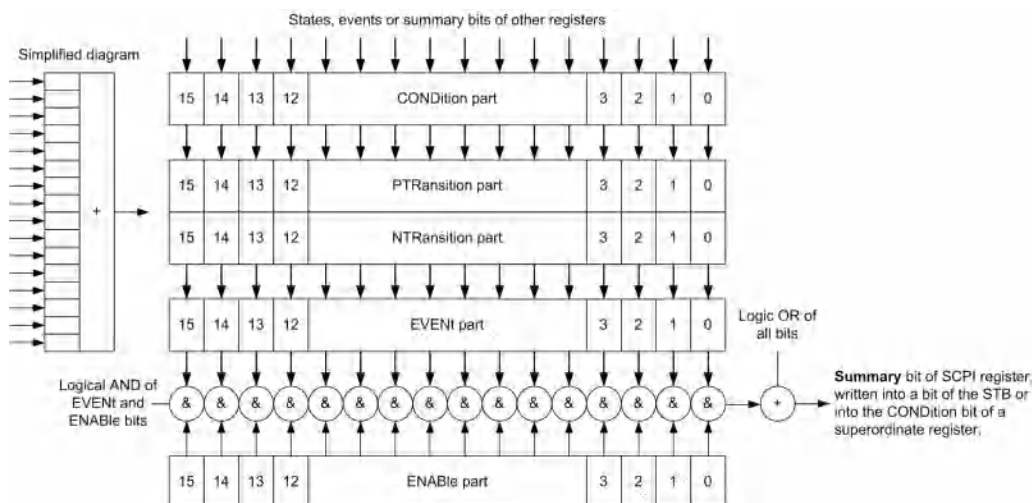 States, events or summary bits of other registers
Simplified diagram
15 14 13 12 CONDition part 3 2 1 0
15 14 13 12 PTRansition part 3 2 1 0
+
15 14 13 12 NTRansition part 3 2 1 0
15 14 13 12 EVENt part 3 2 1 0
Logic OR of
all bits
Logical AND of
EVENt and
ENABle bits
& & & & & & & & & & & & & & & &
+
Summary bit of SCPI register,
written into a bit of the STB or
into the CONDition bit of a
superordinate register.
15 14 13 12 ENABle part 3 2 1 0